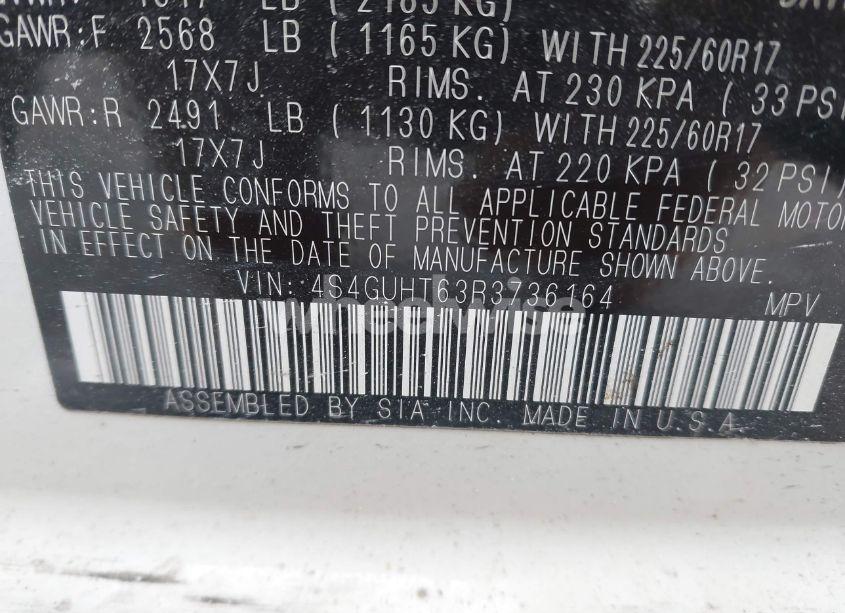 GAWR:F 2568 LB ( 1165 KG) WITH 225/60R17
17X7J RIMS. AT 230 KPA ( 33 PSI
GAWR:R 2491 LB ( 1130 KG) WITH 225/60R17
17X7J RIMS. AT 220 KPA ( 32 PSI)
THIS VEHICLE CONFORMS TO ALL APPLICABLE FEDERAL MOTOR
VEHICLE SAFETY AND THEFT PREVENTION STANDARDS
IN EFFECT ON THE DATE OF MANUFACTURE SHOWN ABOVE.
VIN: 4S4GUHT63R3736164 MPV
wheelwise
ASSEMBLED BY SIA INC. MADE IN U.S.A